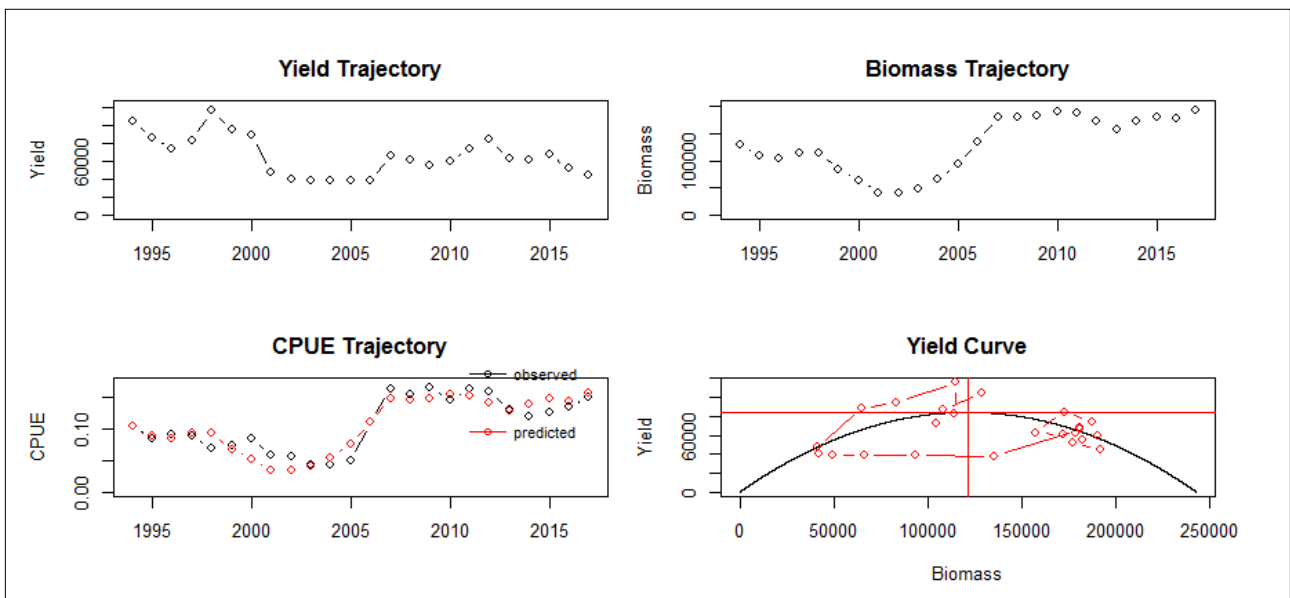 Yield Trajectory
Yield
0
60000
1995
2000
2005
2010
2015
Biomass Trajectory
Biomass
0
100000
1995
2000
2005
2010
2015
CPUE Trajectory
CPUE
0.00
0.10
1995
2000
2005
2010
2015
observed
predicted
Yield Curve
Yield
0
60000
0
50000
100000
150000
200000
250000
Biomass